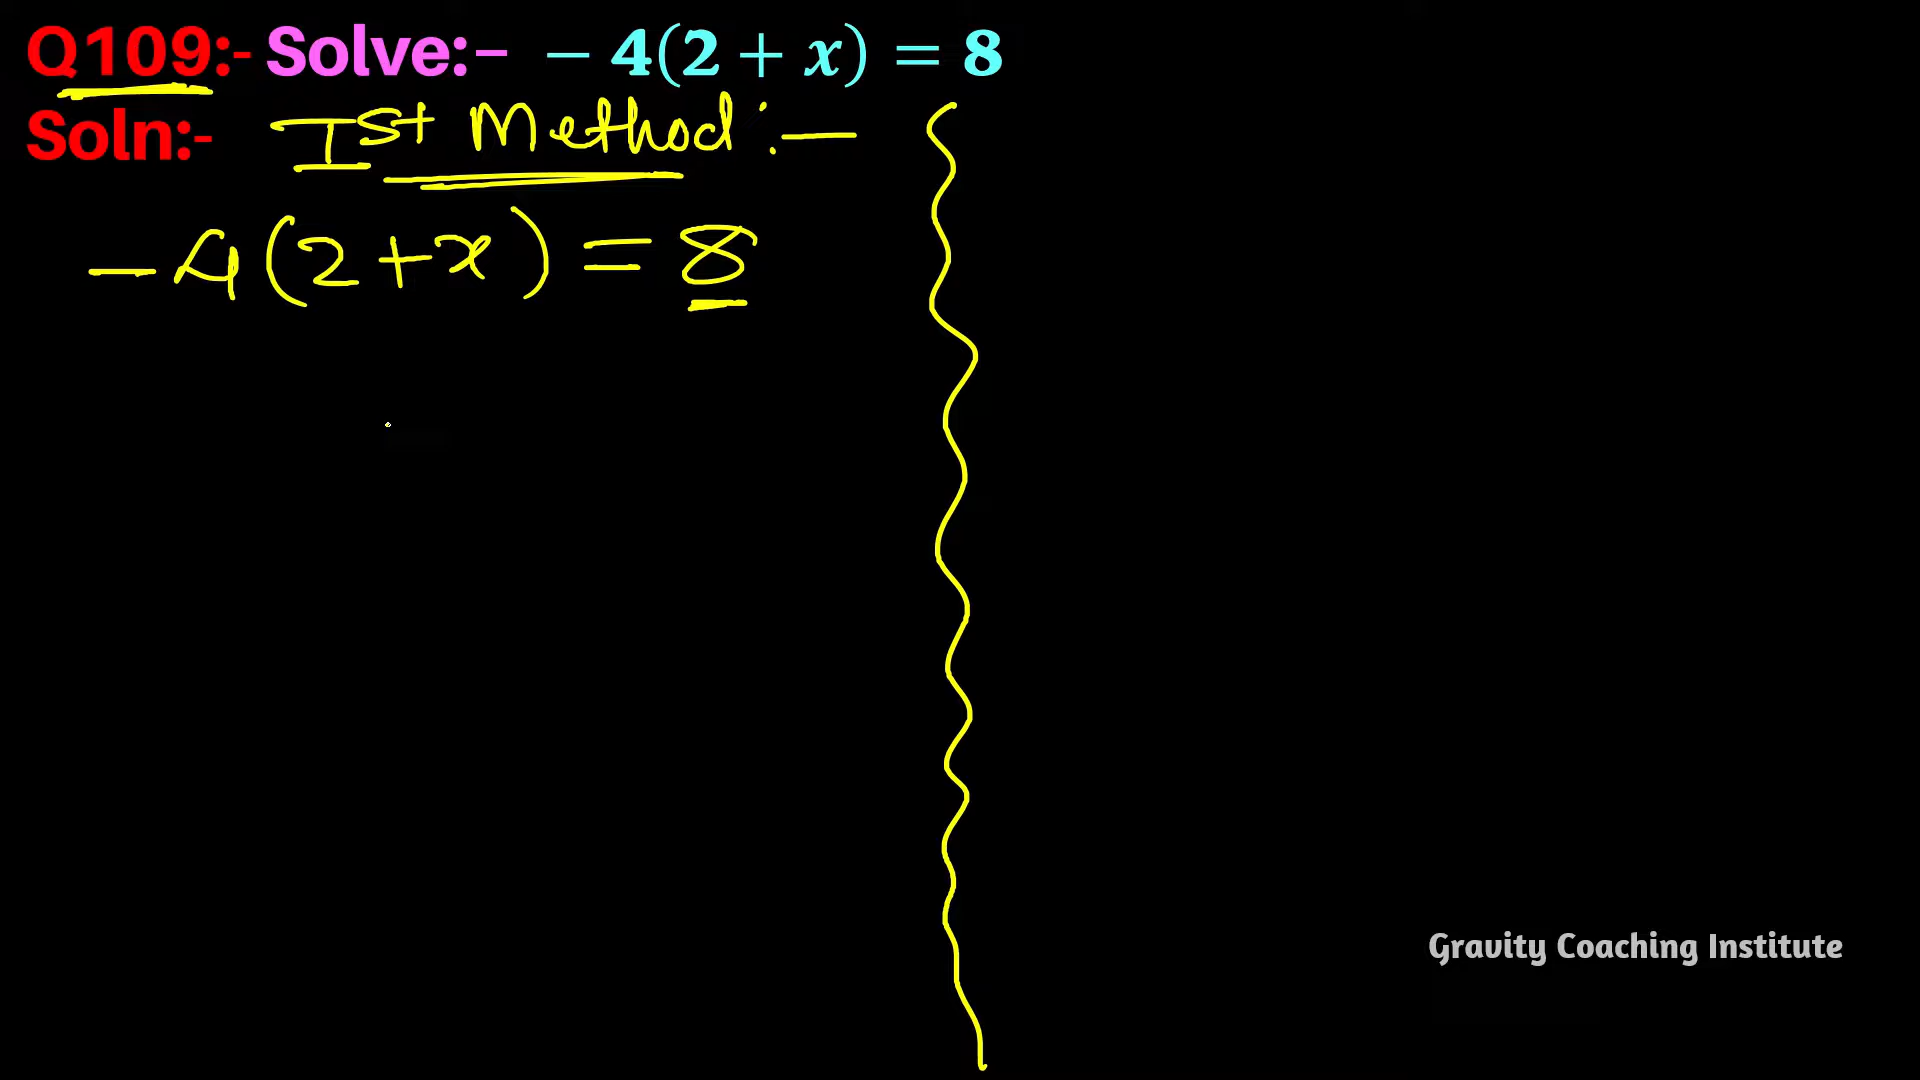 Q109:- Solve:– − 4(2 + x) = 8
Soln:- Ist Method :—
−4(2+x) = 8
Gravity Coaching Institute